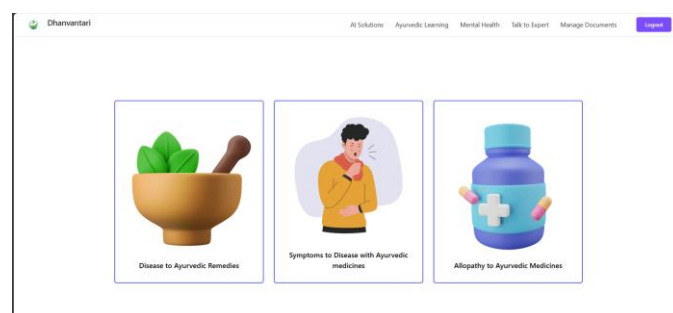 Dhanvantari
AI Solutions Ayurvedic Learning Mental Health Talk to Expert Manage Documents Logout
Disease to Ayurvedic Remedies
Symptoms to Disease with Ayurvedic
medicines
Allopathy to Ayurvedic Medicines